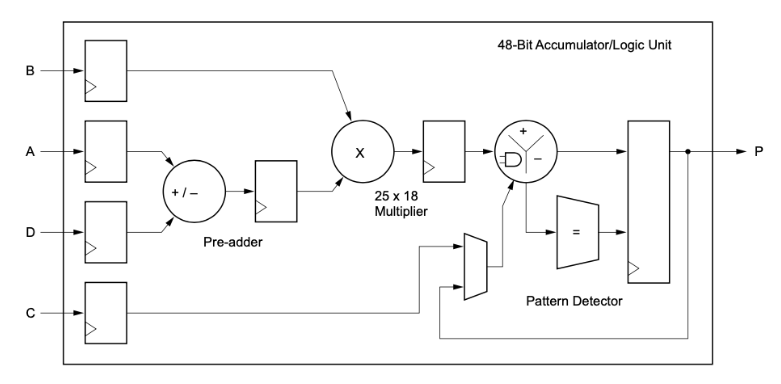 48-Bit Accumulator/Logic Unit
B
A
D
C
+ / –
Pre-adder
X
25 x 18
Multiplier
+
–
=
Pattern Detector
P